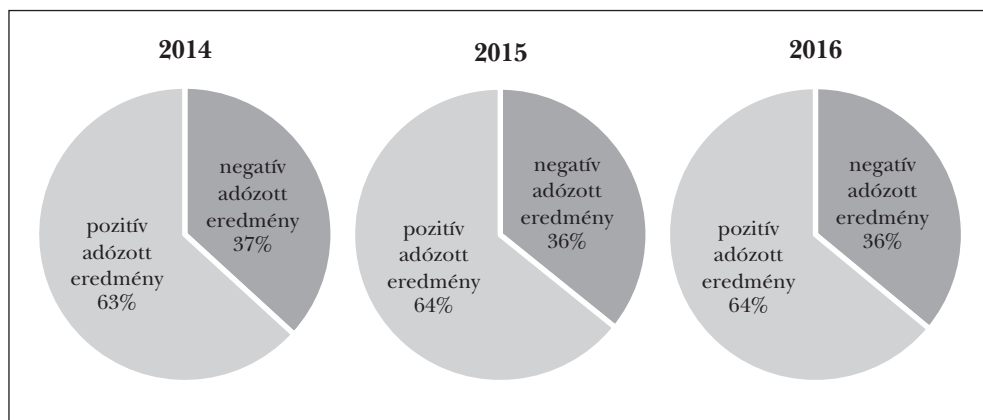 2014
negatív
adózott
eredmény
37%
pozitív
adózott
eredmény
63%
2015
negatív
adózott
eredmény
36%
pozitív
adózott
eredmény
64%
2016
negatív
adózott
eredmény
36%
pozitív
adózott
eredmény
64%